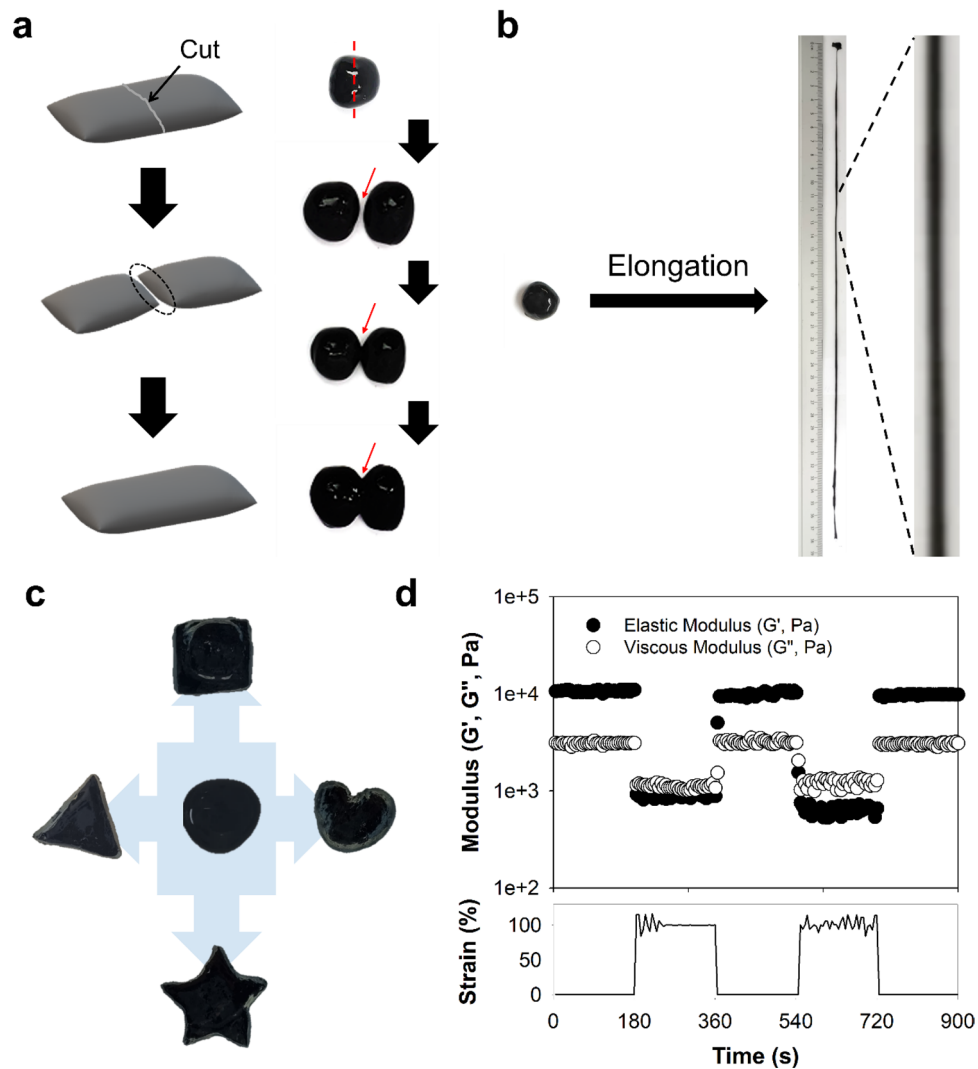 a
Cut
b
Elongation
c
d
1e+5
1e+4
1e+3
1e+2
Modulus (G', G", Pa)
Elastic Modulus (G', Pa)
Viscous Modulus (G", Pa)
100
50
0
Strain (%)
0 180 360 540 720 900
Time (s)